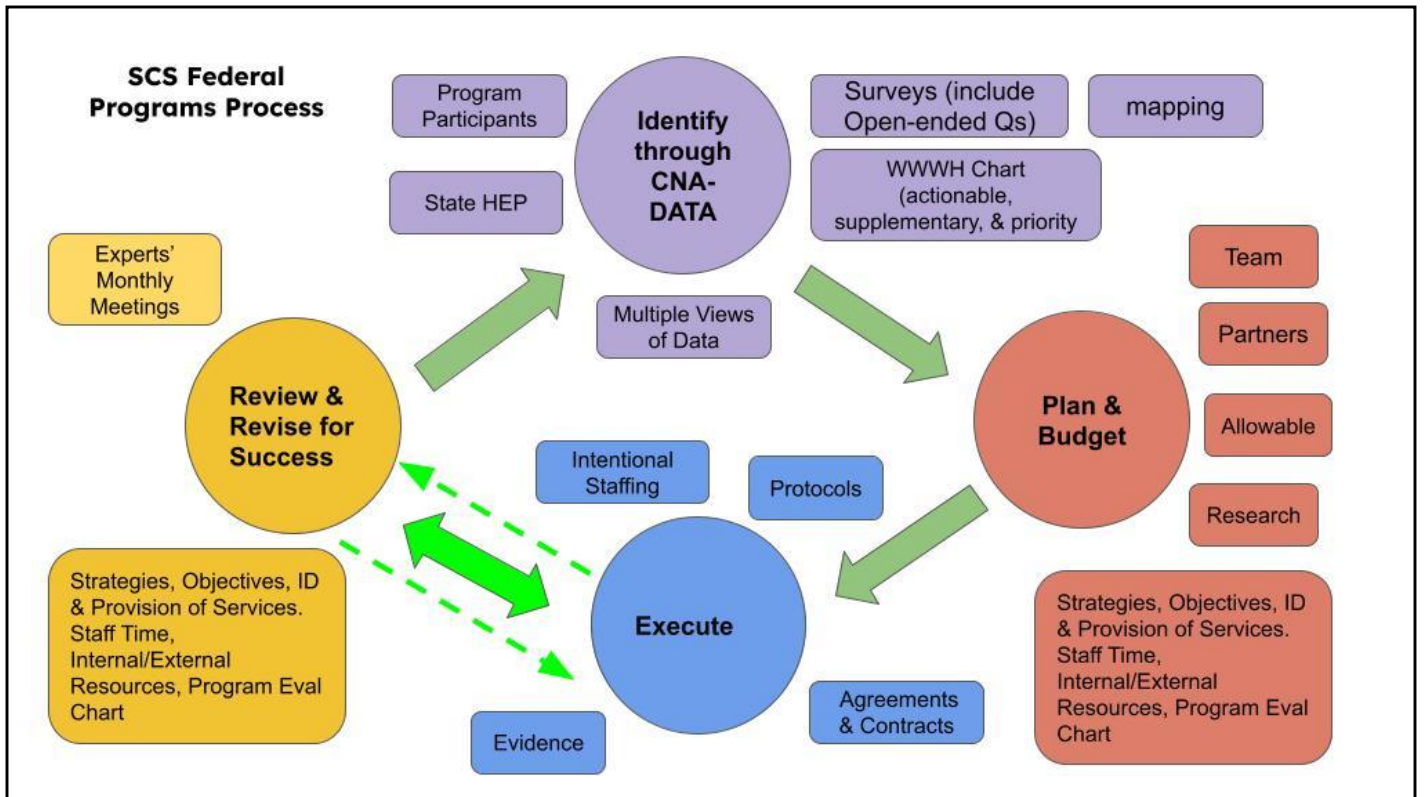 SCS Federal
Programs Process
Program
Participants
State HEP
Identify
through
CNA-
DATA
Surveys (include
Open-ended Qs)
mapping
WWWH Chart
(actionable,
supplementary, & priority
Multiple Views
of Data
Experts’
Monthly
Meetings
Team
Partners
Allowable
Research
Review &
Revise for
Success
Plan &
Budget
Intentional
Staffing
Protocols
Execute
Strategies, Objectives, ID
& Provision of Services.
Staff Time,
Internal/External
Resources, Program Eval
Chart
Evidence
Agreements
& Contracts
Strategies, Objectives, ID
& Provision of Services.
Staff Time,
Internal/External
Resources, Program Eval
Chart